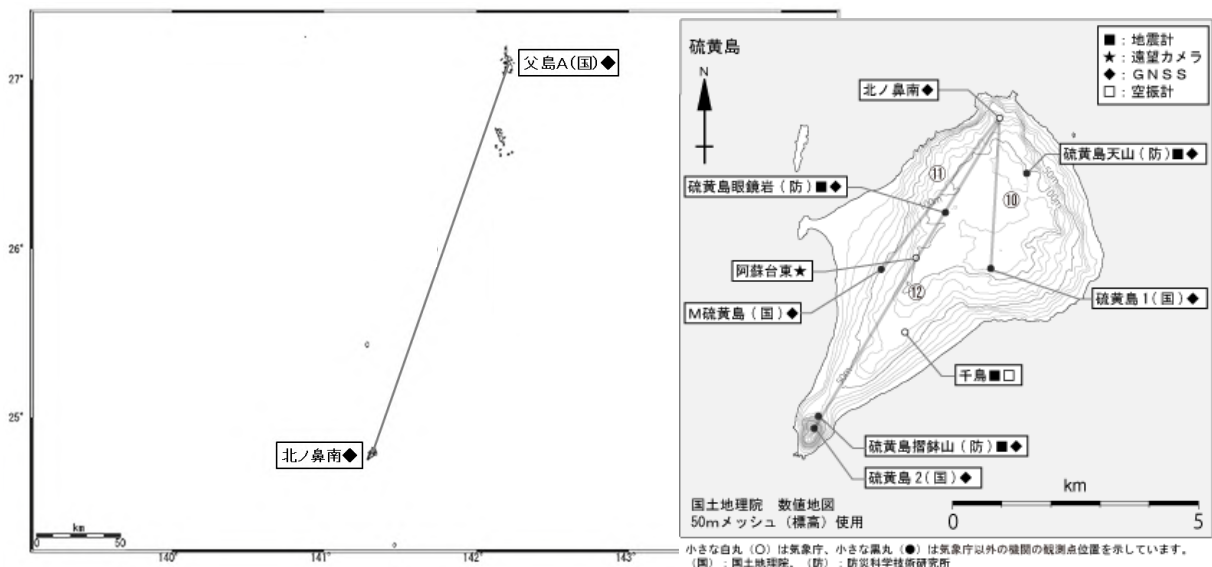 27°
26°
25°
140°
141°
142°
143°
父島A(国)◆
北ノ鼻南◆
km
0 50
硫黄島
N
■：地震計
★：遠望カメラ
◆：GNSS
□：空振計
北ノ鼻南◆
硫黄島天山(防)■◆
硫黄島眼鏡岩(防)■◆
⑪
⑩
100m
阿蘇台東★
⑫
M硫黄島(国)◆
硫黄島1(国)◆
50m
千鳥■□
硫黄島摺鉢山(防)■◆
硫黄島2(国)◆
国土地理院 数値地図
50mメッシュ(標高)使用
km
0 5
小さな白丸(○)は気象庁、小さな黒丸(●)は気象庁以外の機関の観測点位置を示しています。
(国)：国土地理院、(防)：防災科学技術研究所